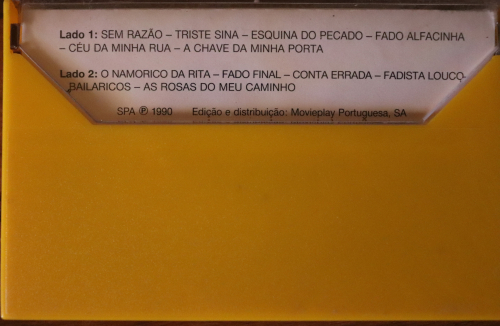 Lado 1: SEM RAZÃO – TRISTE SINA – ESQUINA DO PECADO – FADO ALFACINHA
– CÉU DA MINHA RUA – A CHAVE DA MINHA PORTA
Lado 2: O NAMORICO DA RITA – FADO FINAL – CONTA ERRADA – FADISTA LOUCO
BAILARICOS – AS ROSAS DO MEU CAMINHO
SPA ℗ 1990 Edição e distribuição: Movieplay Portuguesa, SA